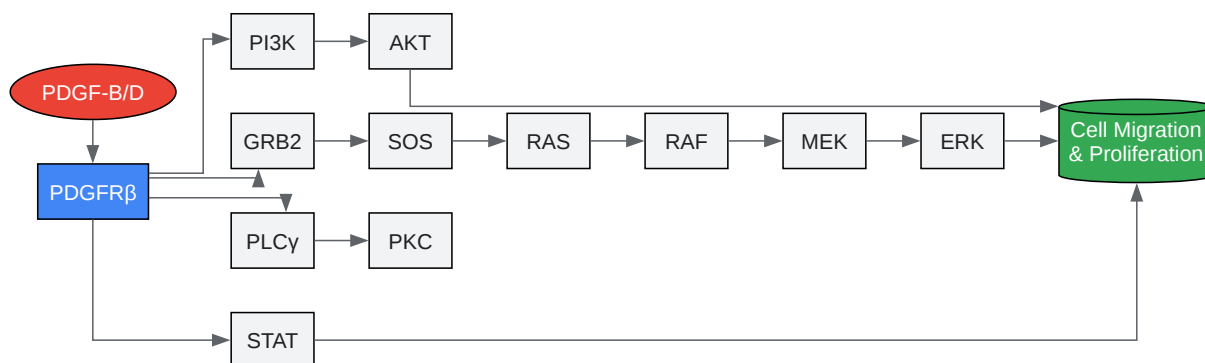 PI3K
AKT
PDGF-B/D
GRB2
SOS
RAS
RAF
MEK
ERK
Cell Migration
& Proliferation
PDGFRβ
PLCγ
PKC
STAT